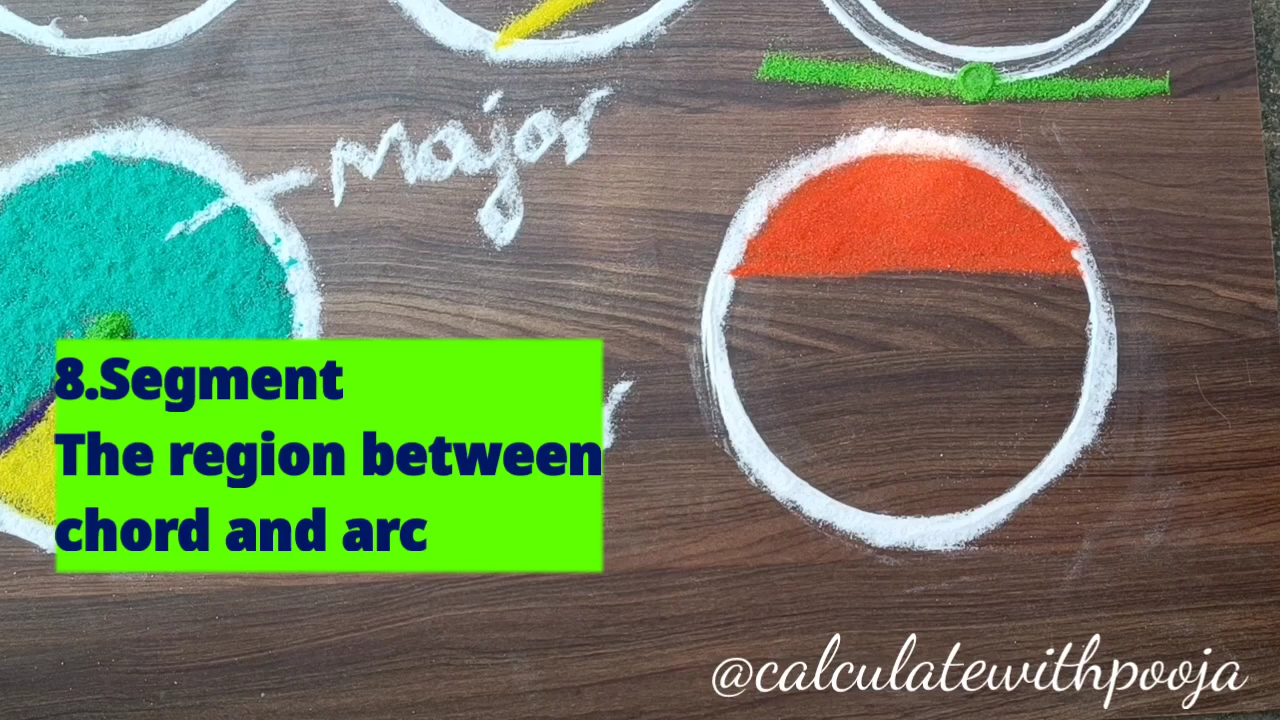 Major
8.Segment
The region between
chord and arc
@calculatewithpooja